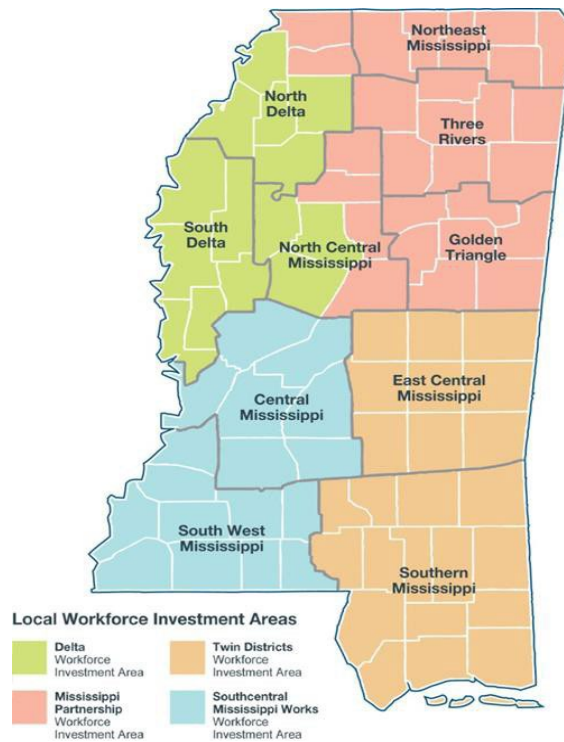 Northeast
Mississippi
North
Delta
Three
Rivers
South
Delta
North Central
Mississippi
Golden
Triangle
East Central
Mississippi
Central
Mississippi
South West
Mississippi
Southern
Mississippi
Local Workforce Investment Areas
Delta
Workforce
Investment Area
Twin Districts
Workforce
Investment Area
Mississippi
Partnership
Workforce
Investment Area
Southcentral
Mississippi Works
Workforce
Investment Area